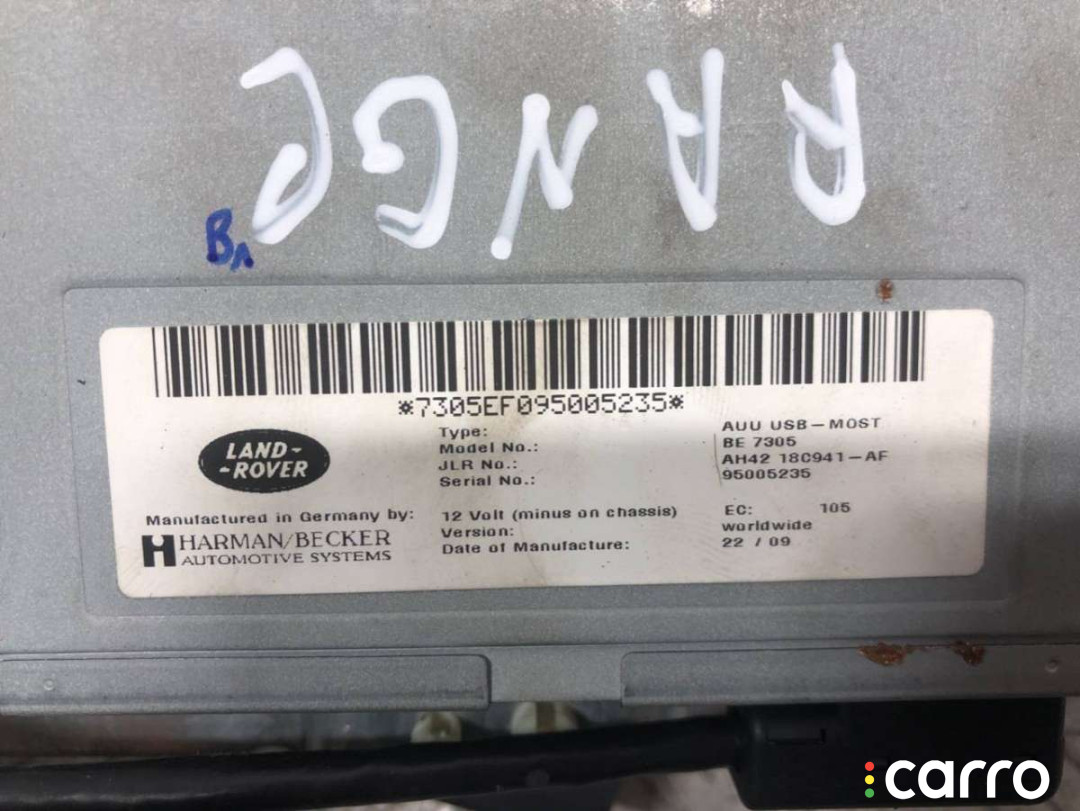 RANGE
Вл
*7305EF095005235*
Type: AUU USB-MOST
Model No.: BE 7305
JLR No.: AH42 18C941-AF
Serial No.: 95005235
LAND-
-ROVER
Manufactured in Germany by:
HARMAN/BECKER
AUTOMOTIVE SYSTEMS
12 Volt (minus on chassis) EC: 105
Version: worldwide
Date of Manufacture: 22 / 09
carro